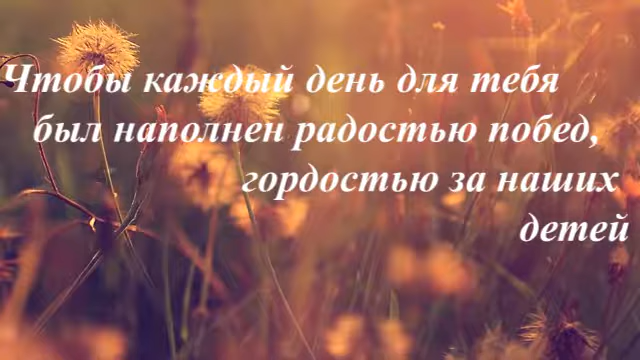 Чтобы каждый день для тебя
был наполнен радостью побед,
гордостью за наших
детей